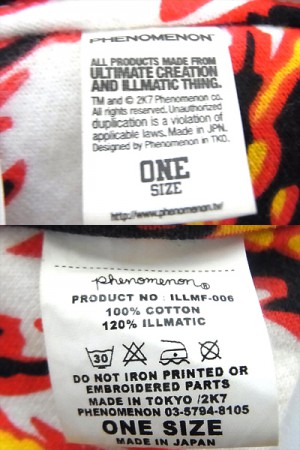 PHENOMENON
ALL PRODUCTS MADE FROM
ULTIMATE CREATION
AND ILLMATIC THING.
TM and © 2K7 Phenomenon co.
All rights reserved. Unauthorized
duplication is a violation of
applicable laws. Made in JPN.
Designed by Phenomenon in TKO.
ONE
SIZE
http://www.phenomenon.tv/
phenomenon®
PRODUCT NO : ILLMF-006
100% COTTON
120% ILLMATIC
30
DO NOT IRON PRINTED OR
EMBROIDERED PARTS
MADE IN TOKYO /2K7
PHENOMENON 03-5794-8105
ONE SIZE
MADE IN JAPAN